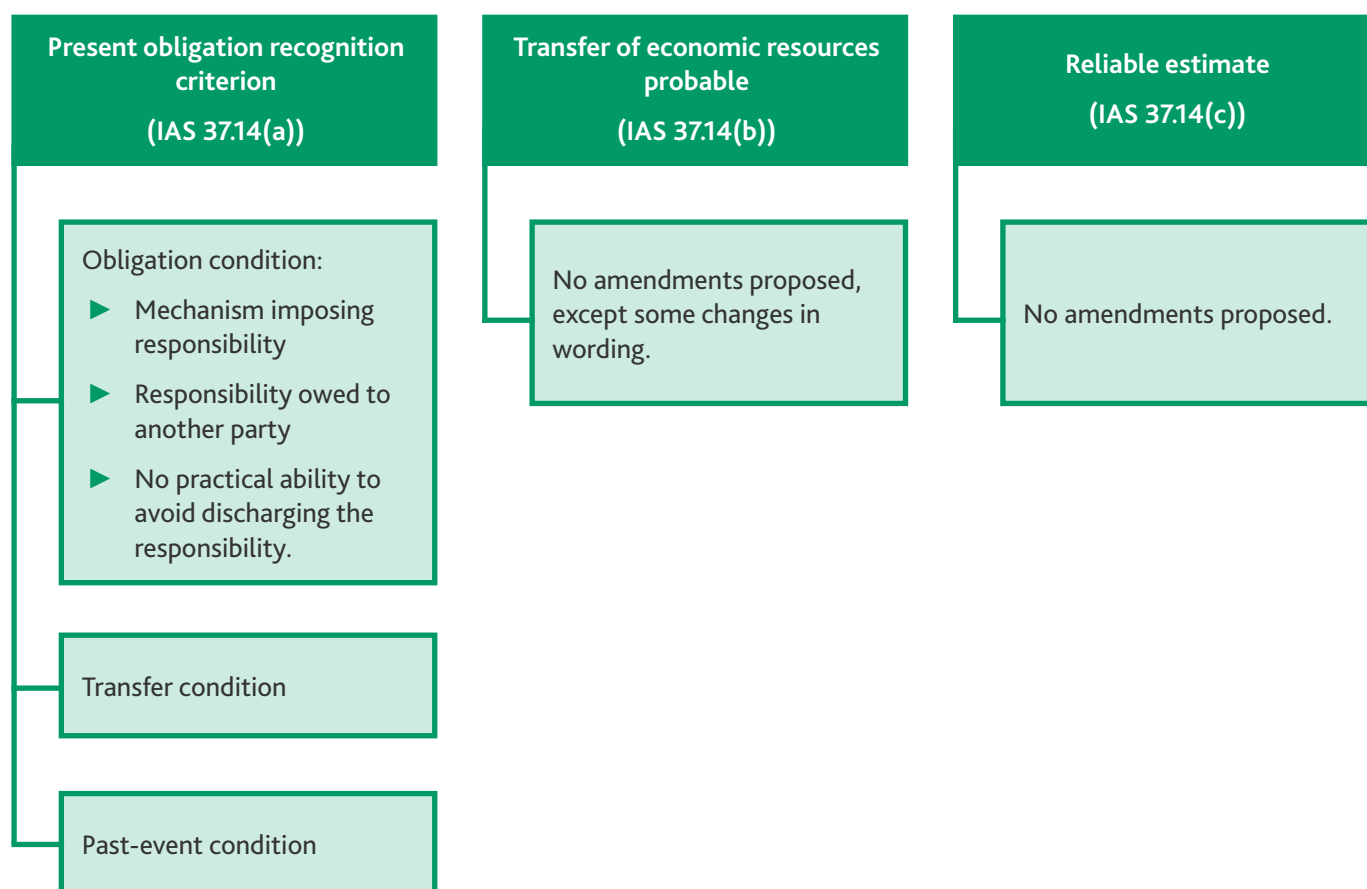 Present obligation recognition
criterion
(IAS 37.14(a))
Obligation condition:
► Mechanism imposing
responsibility
► Responsibility owed to
another party
► No practical ability to
avoid discharging the
responsibility.
Transfer condition
Past-event condition
Transfer of economic resources
probable
(IAS 37.14(b))
No amendments proposed,
except some changes in
wording.
Reliable estimate
(IAS 37.14(c))
No amendments proposed.